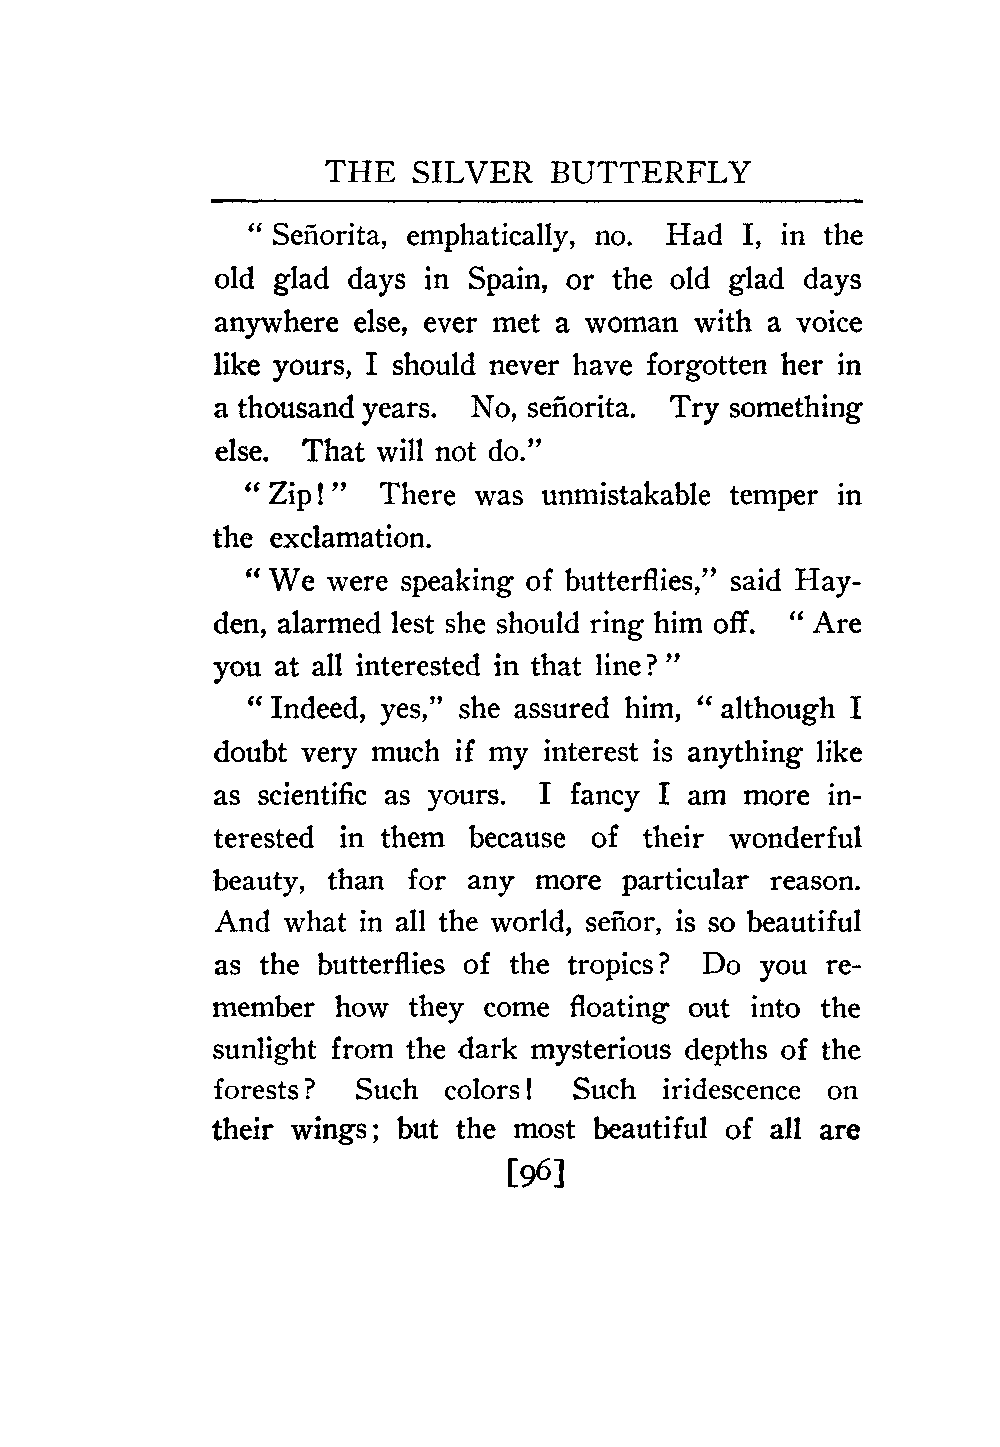 THE SILVER BUTTERFLY
“ Señorita, emphatically, no. Had I, in the
old glad days in Spain, or the old glad days
anywhere else, ever met a woman with a voice
like yours, I should never have forgotten her in
a thousand years. No, señorita. Try something
else. That will not do.”
“ Zip! ” There was unmistakable temper in
the exclamation.
“ We were speaking of butterflies,” said Hay-
den, alarmed lest she should ring him off. “ Are
you at all interested in that line? ”
“ Indeed, yes,” she assured him, “ although I
doubt very much if my interest is anything like
as scientific as yours. I fancy I am more in-
terested in them because of their wonderful
beauty, than for any more particular reason.
And what in all the world, señor, is so beautiful
as the butterflies of the tropics? Do you re-
member how they come floating out into the
sunlight from the dark mysterious depths of the
forests? Such colors! Such iridescence on
their wings; but the most beautiful of all are
[96]